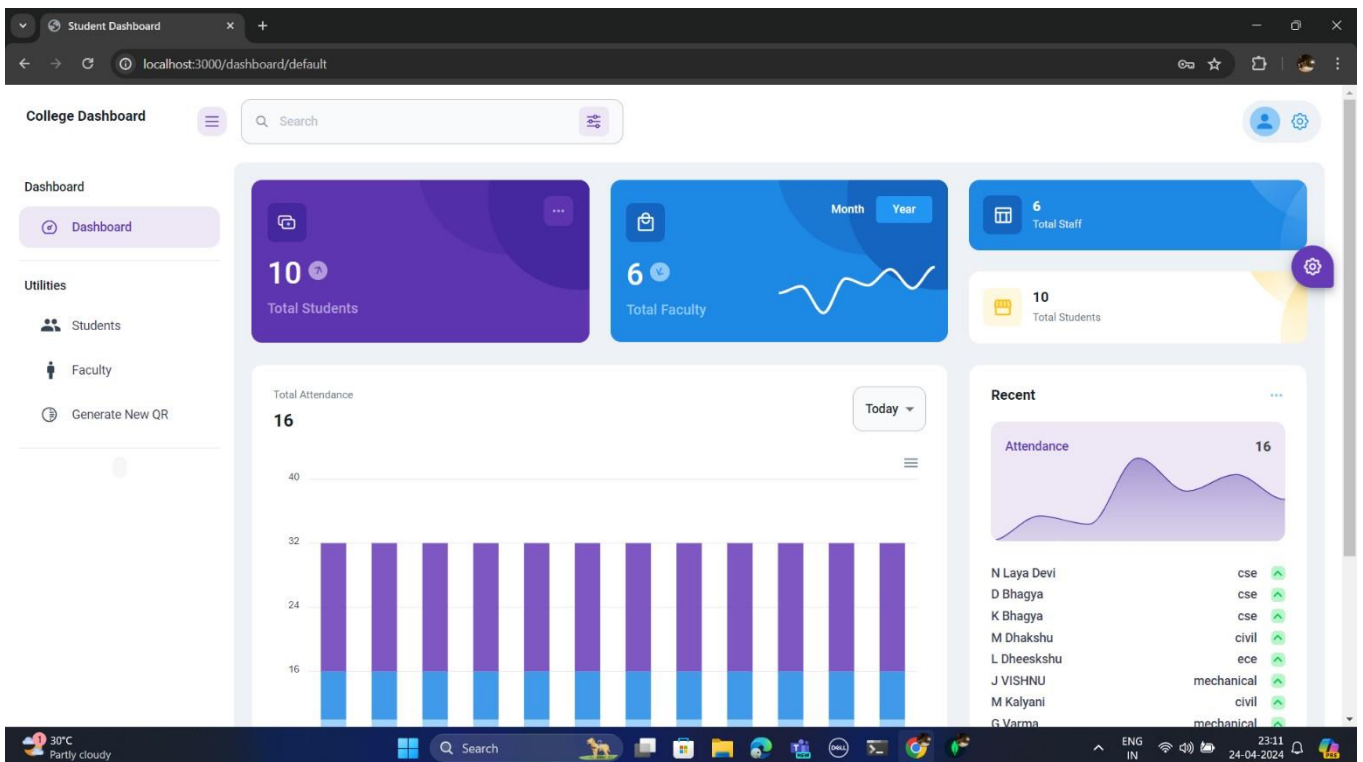 Student Dashboard
localhost:3000/dashboard/default
College Dashboard
Search
Dashboard
Dashboard
Utilities
Students
Faculty
Generate New QR
10
Total Students
Month Year
6
Total Faculty
6
Total Staff
10
Total Students
Total Attendance
16
Today
40
32
24
16
Recent
Attendance 16
N Laya Devi cse
D Bhagya cse
K Bhagya cse
M Dhakshu civil
L Dheeskshu ece
J VISHNU mechanical
M Kalyani civil
G Varma mechanical
1
30°C
Partly cloudy
Search
DELL
ENG
IN
23:11
24-04-2024
PRE